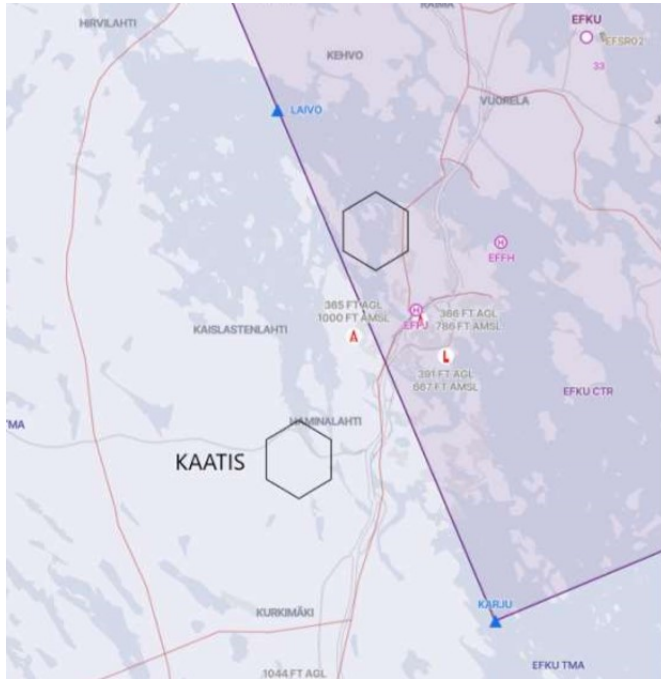 RAIMA
EFKU
HIRVILAHTI
EFSR02
KEHVO
33
VUORELA
LAIVO
H
EFFH
365 FT AGL
1000 FT AMSL
H
EFPJ
366 FT AGL
786 FT AMSL
KAISLASTENLAHTI
391 FT AGL
667 FT AMSL
EFKU CTR
HAMINALAHTI
TMA
KAATIS
KARJU
KURKIMÄKI
EFKU TMA
1044 FT AGL